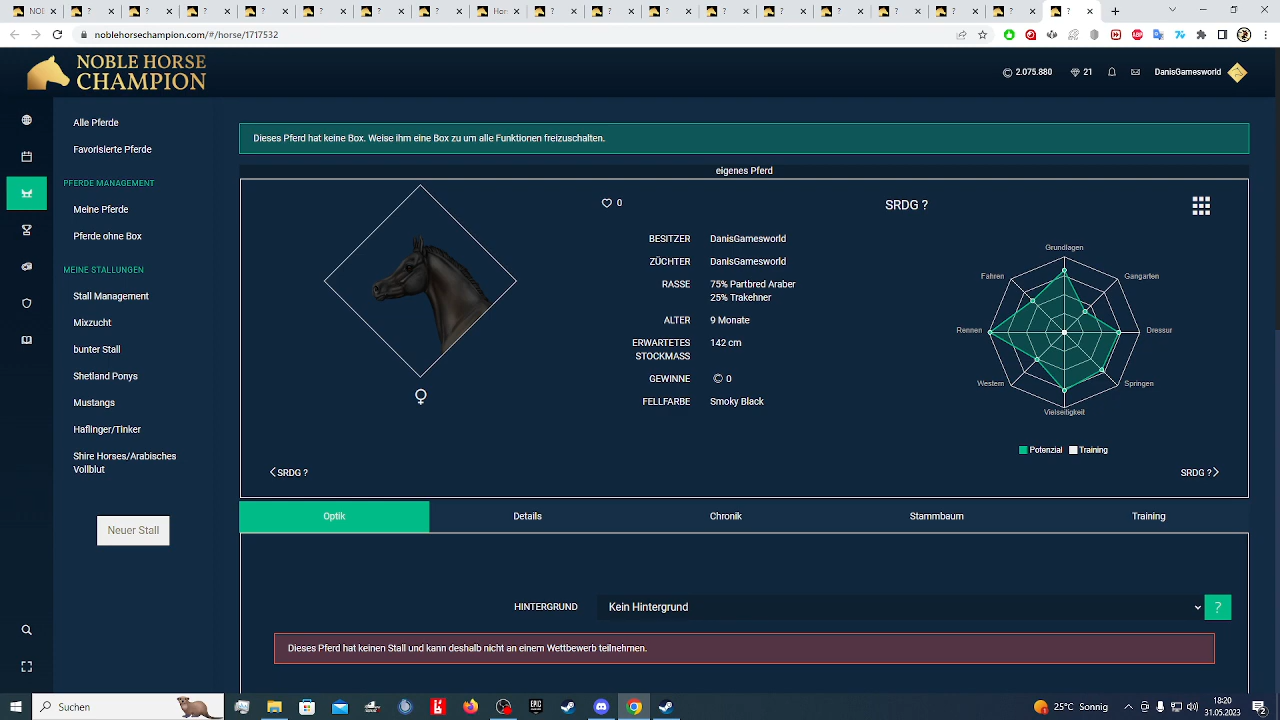 NOBL
?
?
?
?
?
?
?
Hor
?
?
?
?
?
?
?
?
?
noblehorsechampion.com/#/horse/1717532
NOBLE HORSE
CHAMPION
2.075.880
21
DanisGamesworld
Alle Pferde
Favorisierte Pferde
PFERDE MANAGEMENT
Meine Pferde
Pferde ohne Box
MEINE STALLUNGEN
Stall Management
Mixzucht
bunter Stall
Shetland Ponys
Mustangs
Haflinger/Tinker
Shire Horses/Arabisches
Vollblut
Neuer Stall
Dieses Pferd hat keine Box. Weise ihm eine Box zu um alle Funktionen freizuschalten.
eigenes Pferd
0
SRDG ?
BESITZER DanisGamesworld
ZÜCHTER DanisGamesworld
RASSE 75% Partbred Araber
25% Trakehner
ALTER 9 Monate
ERWARTETES 142 cm
STOCKMASS
GEWINNE 0
FELLFARBE Smoky Black
Grundlagen
Fahren
Gangarten
Rennen
Dressur
Western
Springen
Vielseitigkeit
Potenzial Training
SRDG ?
SRDG ?
Optik
Details
Chronik
Stammbaum
Training
HINTERGRUND Kein Hintergrund
?
Dieses Pferd hat keinen Stall und kann deshalb nicht an einem Wettbewerb teilnehmen.
Suchen
25°C Sonnig
18:20
31.05.2023